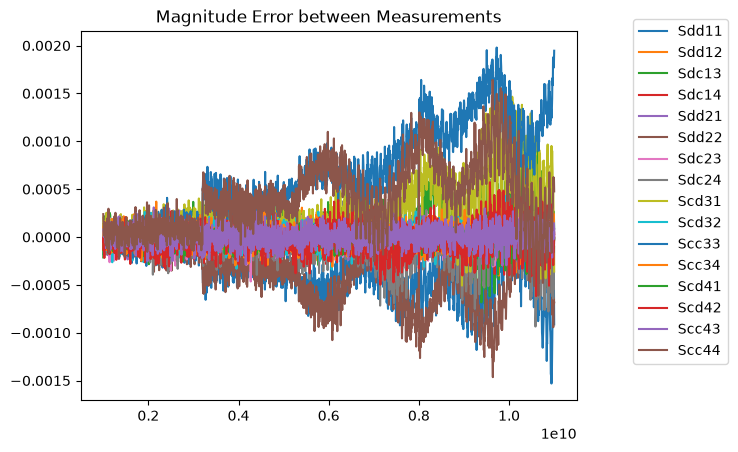 Magnitude Error between Measurements
0.0020
0.0015
0.0010
0.0005
0.0000
−0.0005
−0.0010
−0.0015
0.2
0.4
0.6
0.8
1.0
1e10
Sdd11
Sdd12
Sdc13
Sdc14
Sdd21
Sdd22
Sdc23
Sdc24
Scd31
Scd32
Scc33
Scc34
Scd41
Scd42
Scc43
Scc44